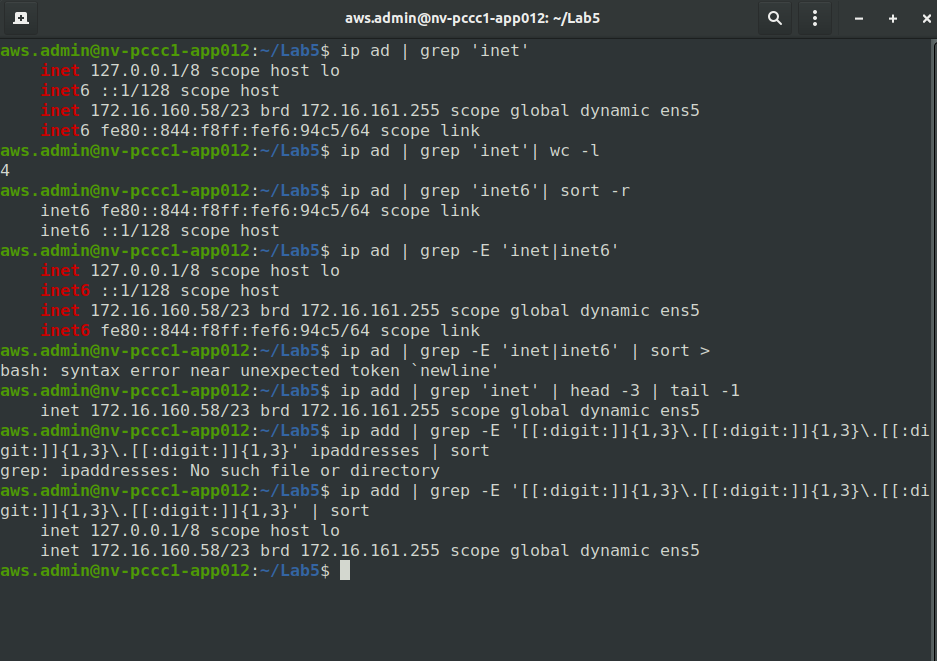 aws.admin@nv-pccc1-app012: ~/Lab5
aws.admin@nv-pccc1-app012:~/Lab5$ ip ad | grep 'inet'
    inet 127.0.0.1/8 scope host lo
    inet6 ::1/128 scope host
    inet 172.16.160.58/23 brd 172.16.161.255 scope global dynamic ens5
    inet6 fe80::844:f8ff:fef6:94c5/64 scope link
aws.admin@nv-pccc1-app012:~/Lab5$ ip ad | grep 'inet'| wc -l
4
aws.admin@nv-pccc1-app012:~/Lab5$ ip ad | grep 'inet6'| sort -r
    inet6 fe80::844:f8ff:fef6:94c5/64 scope link
    inet6 ::1/128 scope host
aws.admin@nv-pccc1-app012:~/Lab5$ ip ad | grep -E 'inet|inet6'
    inet 127.0.0.1/8 scope host lo
    inet6 ::1/128 scope host
    inet 172.16.160.58/23 brd 172.16.161.255 scope global dynamic ens5
    inet6 fe80::844:f8ff:fef6:94c5/64 scope link
aws.admin@nv-pccc1-app012:~/Lab5$ ip ad | grep -E 'inet|inet6' | sort >
bash: syntax error near unexpected token `newline'
aws.admin@nv-pccc1-app012:~/Lab5$ ip add | grep 'inet' | head -3 | tail -1
    inet 172.16.160.58/23 brd 172.16.161.255 scope global dynamic ens5
aws.admin@nv-pccc1-app012:~/Lab5$ ip add | grep -E '[[:digit:]]{1,3}\.[[:digit:]]{1,3}\.[[:di
git:]]{1,3}\.[[:digit:]]{1,3}' ipaddresses | sort
grep: ipaddresses: No such file or directory
aws.admin@nv-pccc1-app012:~/Lab5$ ip add | grep -E '[[:digit:]]{1,3}\.[[:digit:]]{1,3}\.[[:di
git:]]{1,3}\.[[:digit:]]{1,3}' | sort
    inet 127.0.0.1/8 scope host lo
    inet 172.16.160.58/23 brd 172.16.161.255 scope global dynamic ens5
aws.admin@nv-pccc1-app012:~/Lab5$